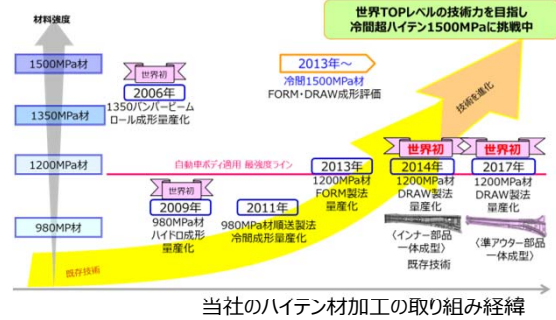 世界TOPレベルの技術力を目指し
冷間超ハイテン1500MPaに挑戦中
材料強度
1500MPa材
1350MPa材
1200MPa材
980MP材
世界初
2006年
1350バンパービーム
ロール成形量産化
2013年～
冷間1500MPa材
FORM・DRAW成形評価
技術を進化
自動車ボディ適用 最強度ライン
世界初
2009年
980MPa材
ハイドロ成形
量産化
2011年
980MPa材順送製法
冷間成形量産化
2013年
1200MPa材
FORM製法
量産化
世界初
2014年
1200MPa材
DRAW製法
量産化
〈インナー部品
一体成型〉
既存技術
世界初
2017年
1200MPa材
DRAW製法
量産化
〈準アウター部品
一体成型〉
既存技術
当社のハイテン材加工の取り組み経緯